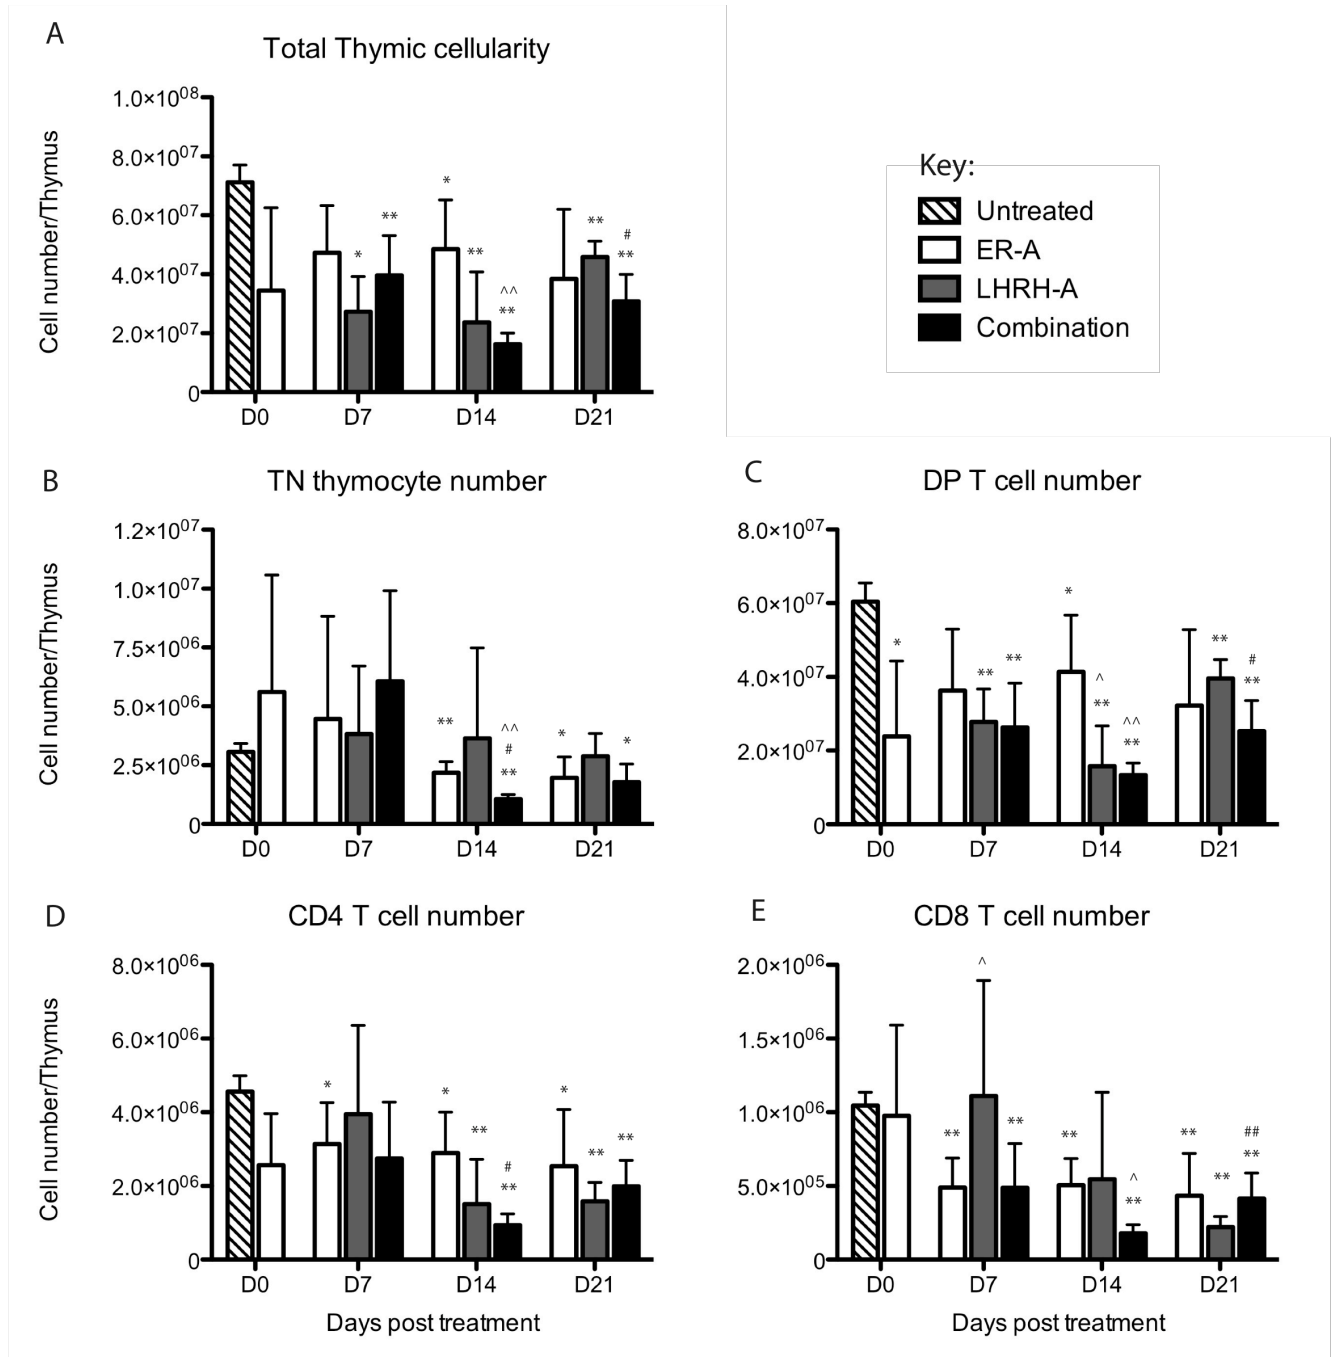 A
Total Thymic cellularity
Cell number/Thymus
1.0×10^08
8.0×10^07
6.0×10^07
4.0×10^07
2.0×10^07
0
* ** * ** ^^ ** ** # **
D0 D7 D14 D21
Key:
Untreated
ER-A
LHRH-A
Combination
B
TN thymocyte number
Cell number/Thymus
1.2×10^07
1.0×10^07
7.5×10^06
5.0×10^06
2.5×10^06
0
** ^^ # ** * *
D0 D7 D14 D21
C
DP T cell number
8.0×10^07
6.0×10^07
4.0×10^07
2.0×10^07
0
* ** ** * ^ ** ^^ ** ** # **
D0 D7 D14 D21
D
CD4 T cell number
Cell number/Thymus
8.0×10^06
6.0×10^06
4.0×10^06
2.0×10^06
0
* * ** # ** * ** **
D0 D7 D14 D21
Days post treatment
E
CD8 T cell number
2.0×10^06
1.5×10^06
1.0×10^06
5.0×10^05
0
** ^ ** ** ^ ** ** ** ## **
D0 D7 D14 D21
Days post treatment